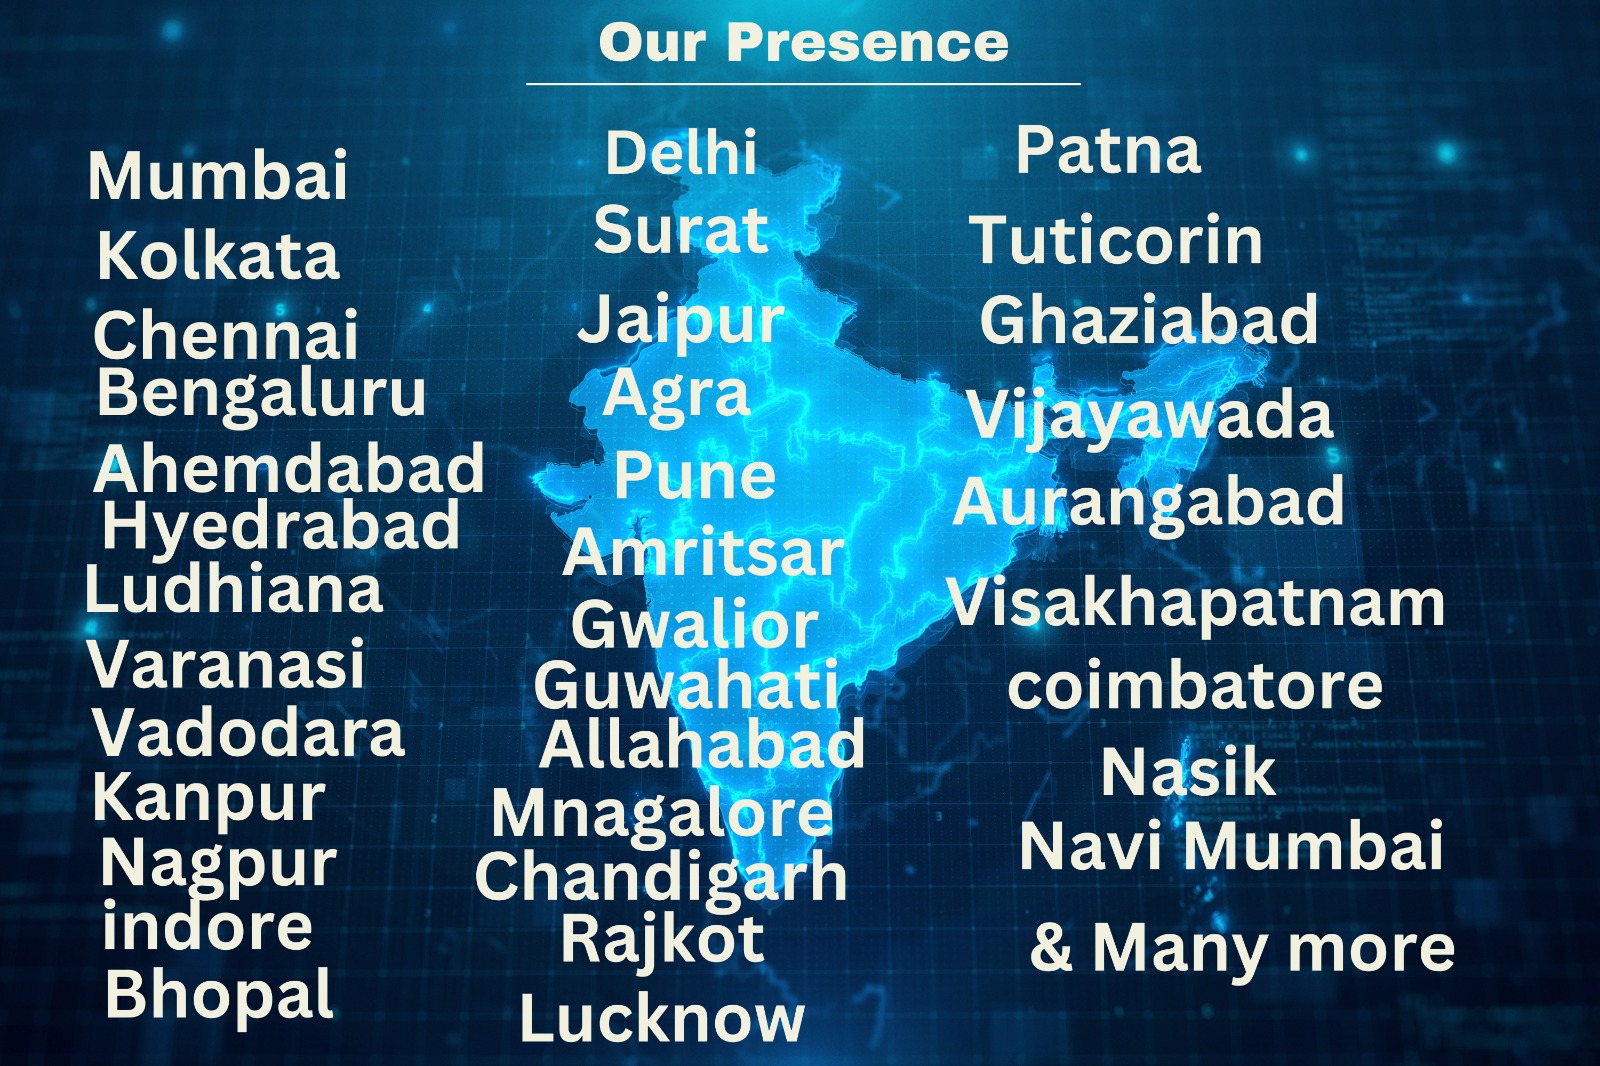 Our Presence
Mumbai
Kolkata
Chennai
Bengaluru
Ahemdabad
Hyedrabad
Ludhiana
Varanasi
Vadodara
Kanpur
Nagpur
indore
Bhopal
Delhi
Surat
Jaipur
Agra
Pune
Amritsar
Gwalior
Guwahati
Allahabad
Mnagalore
Chandigarh
Rajkot
Lucknow
Patna
Tuticorin
Ghaziabad
Vijayawada
Aurangabad
Visakhapatnam
coimbatore
Nasik
Navi Mumbai
& Many more